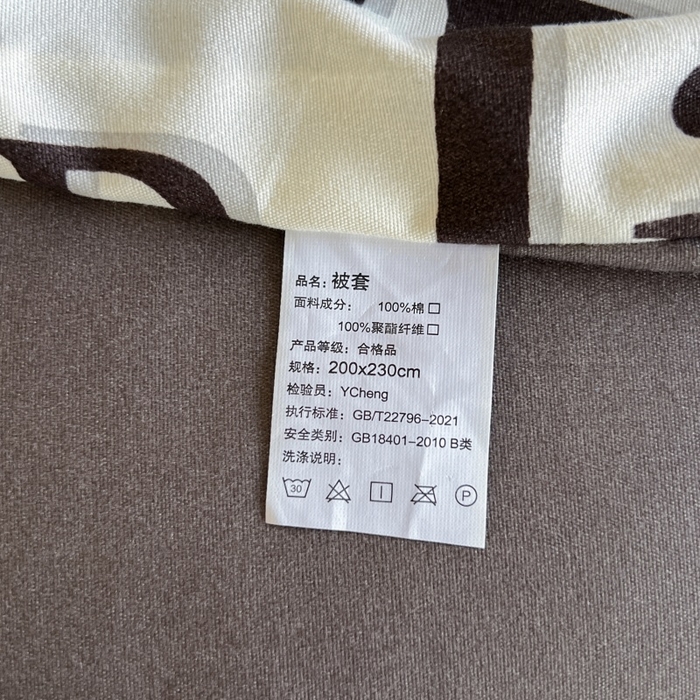 品名：被套
面料成分： 100%棉□
100%聚酯纤维□
产品等级：合格品
规格：200x230cm
检验员：YCheng
执行标准：GB/T22796-2021
安全类别：GB18401-2010 B类
洗涤说明：
30 P